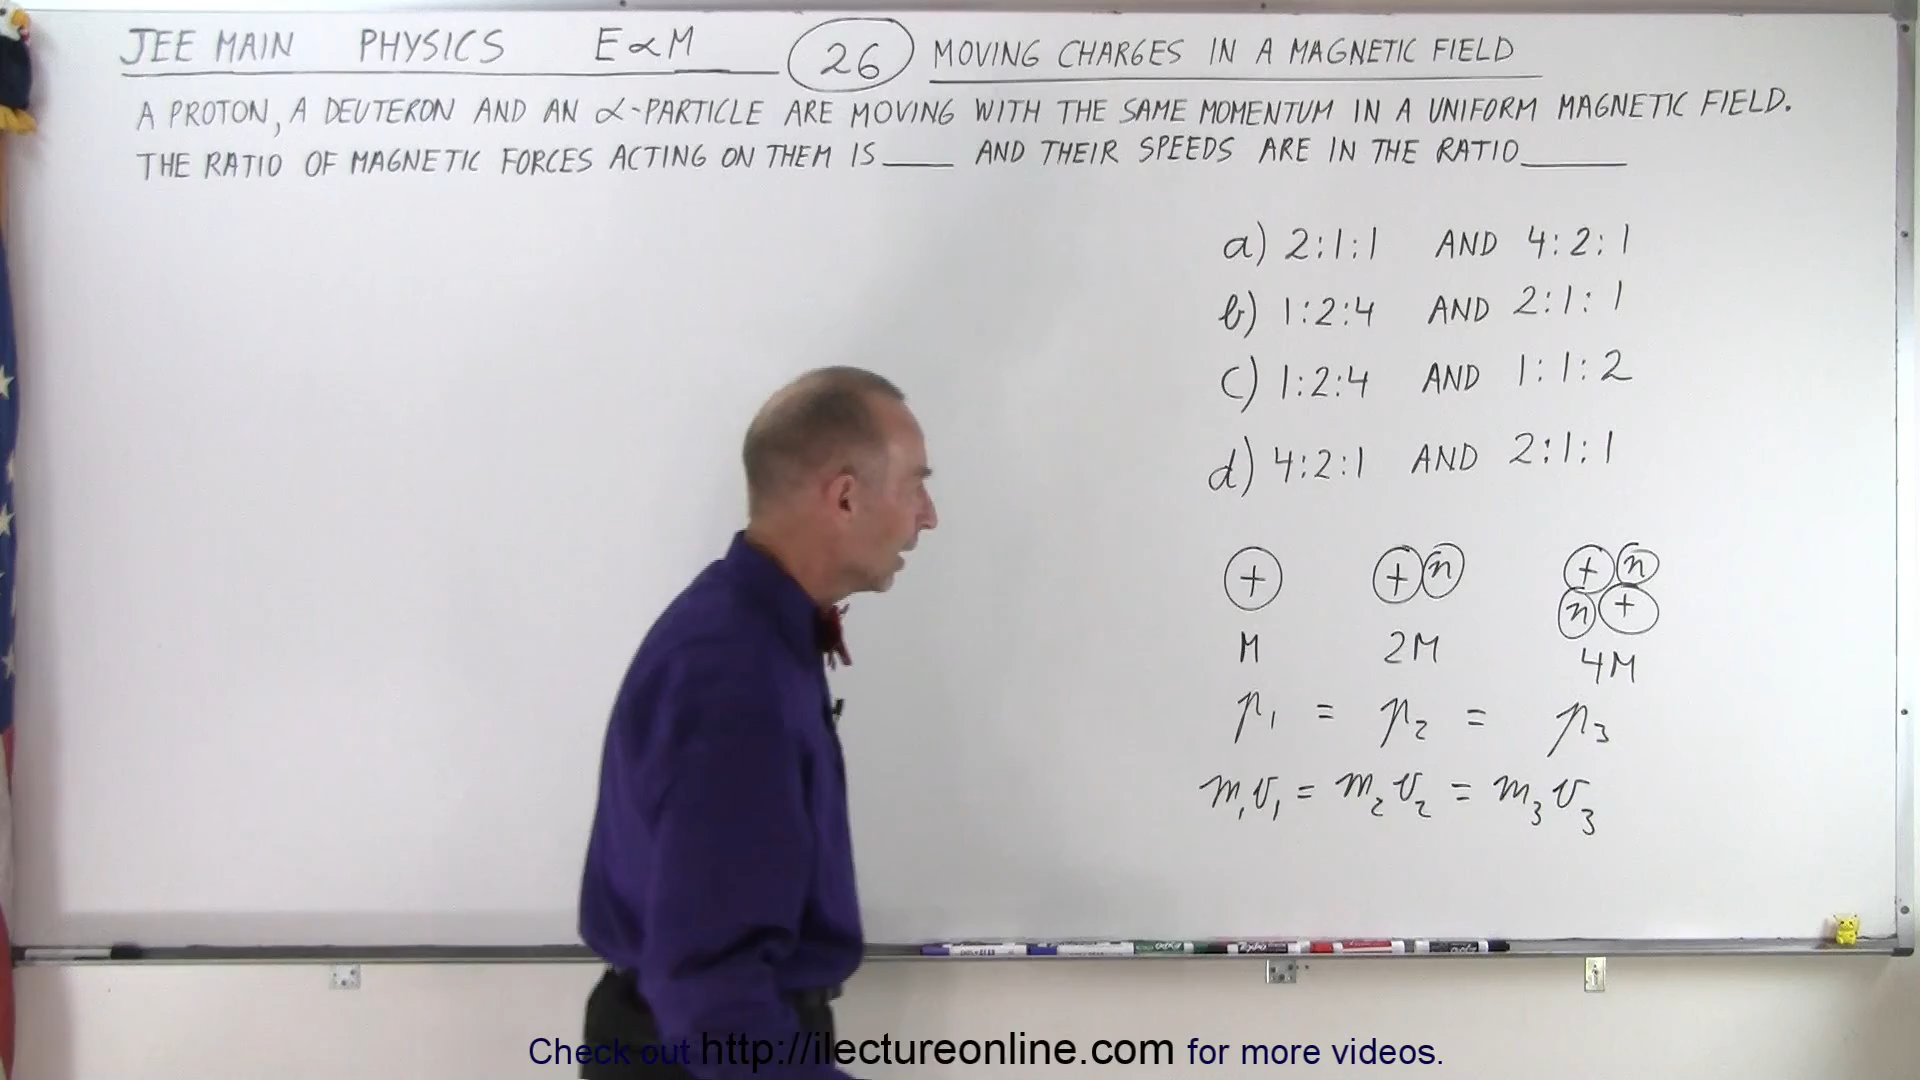 JEE MAIN PHYSICS E∝M 26 MOVING CHARGES IN A MAGNETIC FIELD
A PROTON, A DEUTERON AND AN ∝-PARTICLE ARE MOVING WITH THE SAME MOMENTUM IN A UNIFORM MAGNETIC FIELD.
THE RATIO OF MAGNETIC FORCES ACTING ON THEM IS____ AND THEIR SPEEDS ARE IN THE RATIO______
a) 2:1:1 AND 4:2:1
b) 1:2:4 AND 2:1:1
c) 1:2:4 AND 1:1:2
d) 4:2:1 AND 2:1:1
+ + n + n
n +
M 2M 4M
p₁ = p₂ = p₃
m₁v₁ = m₂v₂ = m₃v₃
Check out http://ilectureonline.com for more videos.